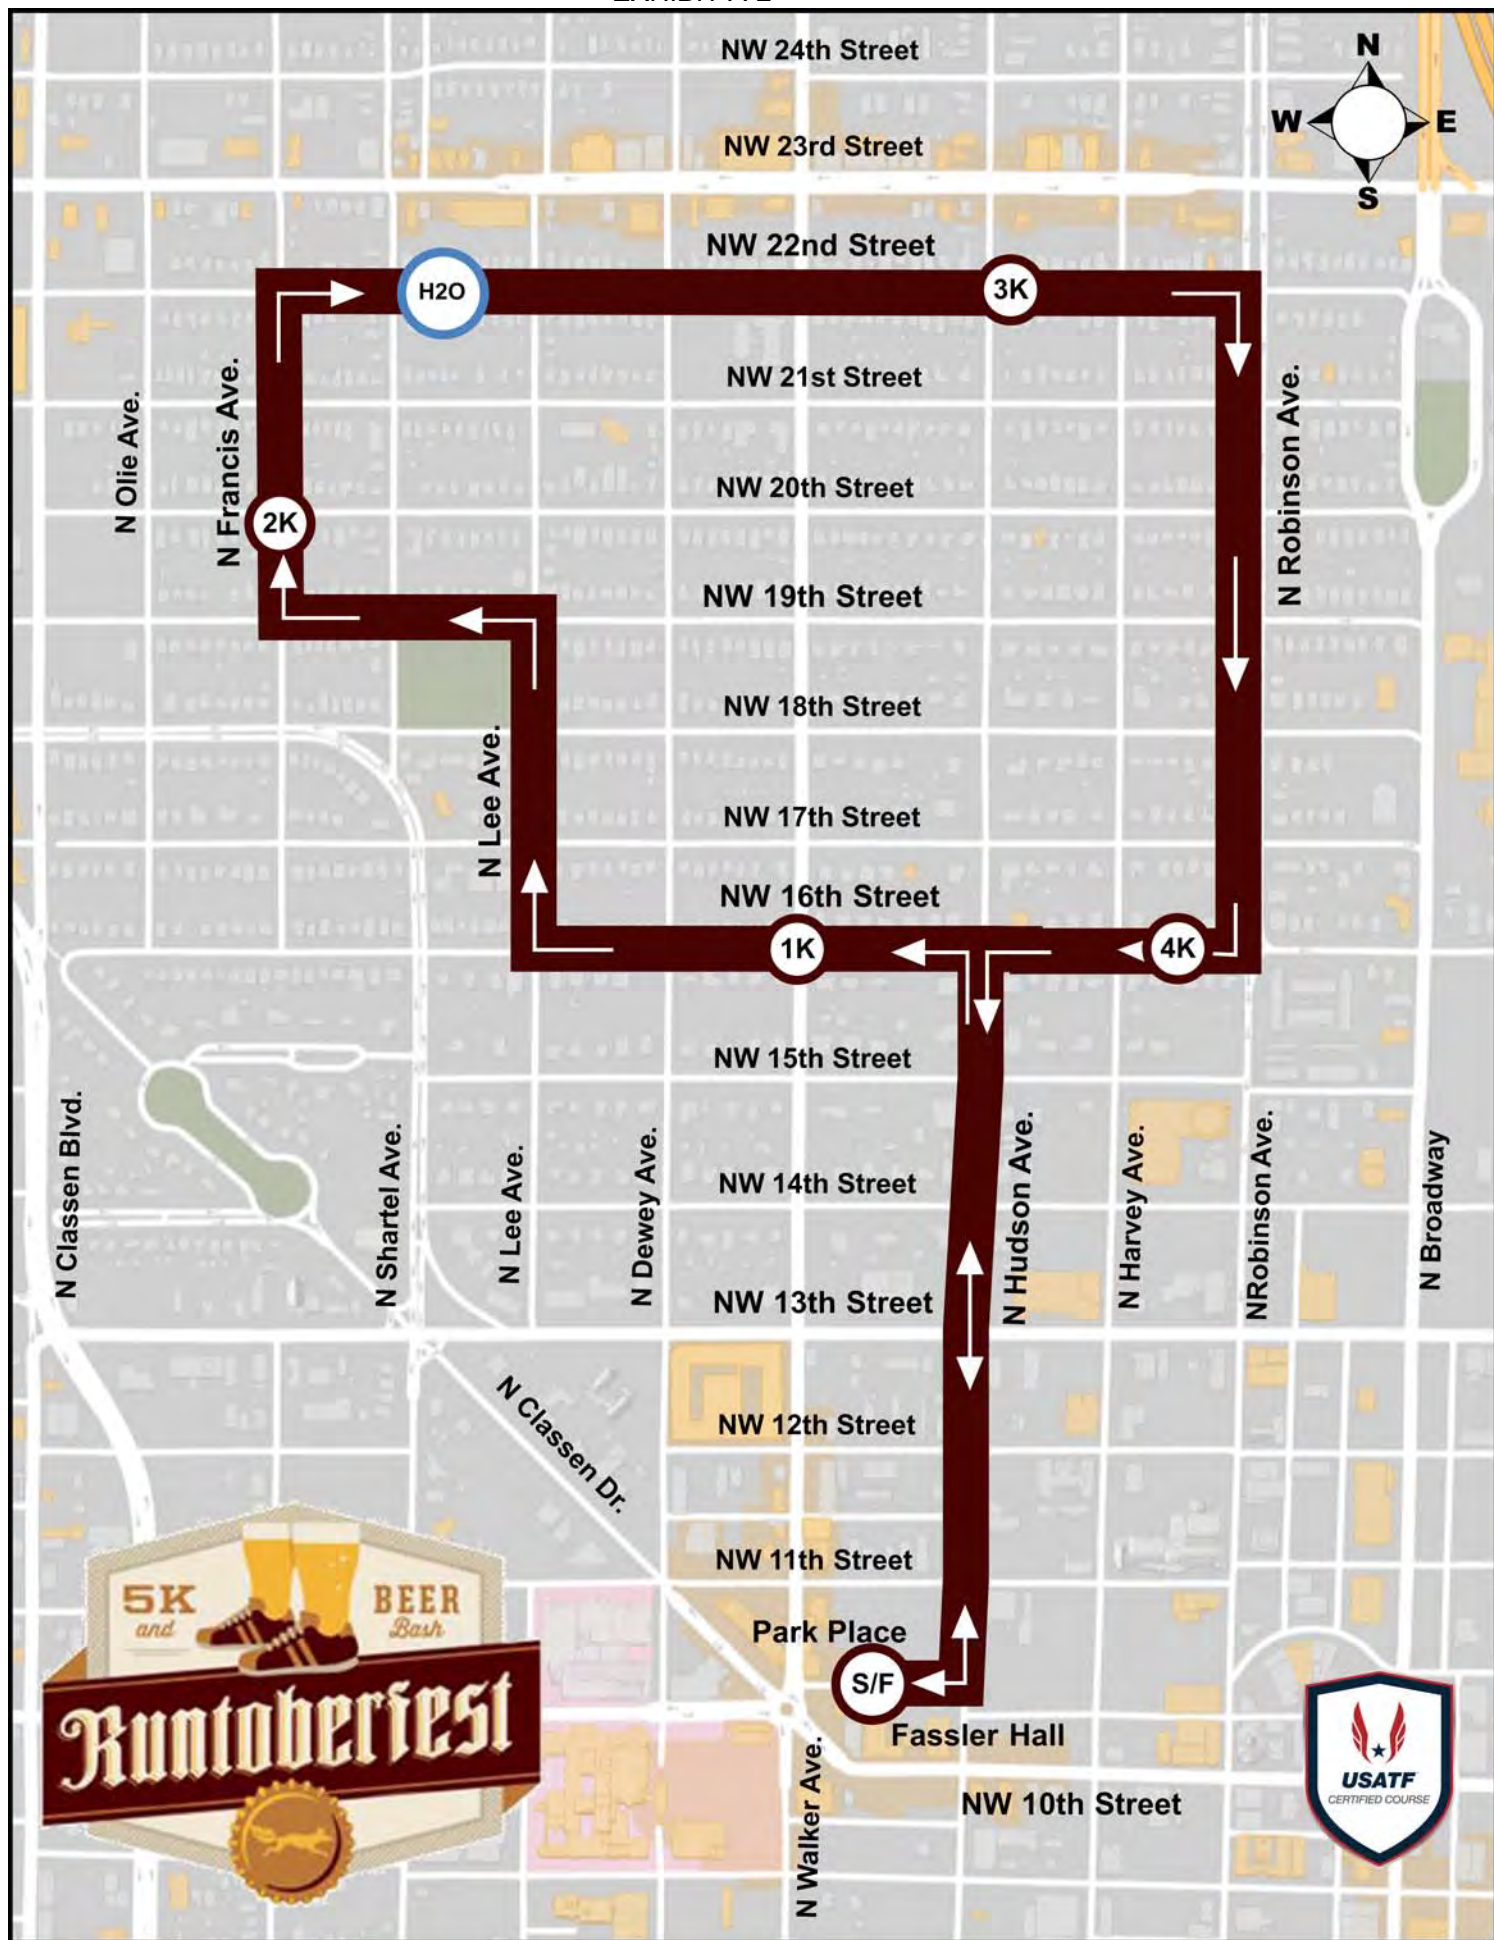 NW 24th Street
N
NW 23rd Street
W
E
S
NW 22nd Street
H2O
3K
NW 21st Street
N Olie Ave.
N Francis Ave.
N Robinson Ave.
NW 20th Street
2K
NW 19th Street
NW 18th Street
N Lee Ave.
NW 17th Street
NW 16th Street
1K
4K
NW 15th Street
N Classen Blvd.
N Shartel Ave.
N Lee Ave.
N Dewey Ave.
NW 14th Street
N Hudson Ave.
N Harvey Ave.
NRobinson Ave.
N Broadway
NW 13th Street
N Classen Dr.
NW 12th Street
NW 11th Street
5K
and
BEER
Bash
Runtoberfest
Park Place
S/F
Fassler Hall
N Walker Ave.
NW 10th Street
USATF
CERTIFIED COURSE